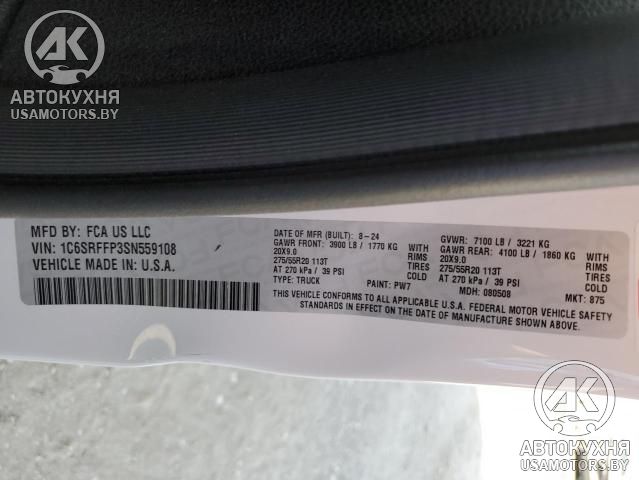 АК
АВТОКУХНЯ
USAMOTORS.BY
MFD BY: FCA US LLC
VIN: 1C6SRFFP3SN559108
VEHICLE MADE IN: U.S.A.
DATE OF MFR (BUILT): 8-24
GAWR FRONT: 3900 LB / 1770 KG WITH
20X9.0 RIMS
275/55R20 113T TIRES
AT 270 kPa / 39 PSI COLD
TYPE: TRUCK PAINT: PW7
GVWR: 7100 LB / 3221 KG
GAWR REAR: 4100 LB / 1860 KG WITH
20X9.0 RIMS
275/55R20 113T TIRES
AT 270 kPa / 39 PSI COLD
MDH: 080508 MKT: 875
THIS VEHICLE CONFORMS TO ALL APPLICABLE U.S.A. FEDERAL MOTOR VEHICLE SAFETY
STANDARDS IN EFFECT ON THE DATE OF MANUFACTURE SHOWN ABOVE.
АК
АВТОКУХНЯ
USAMOTORS.BY